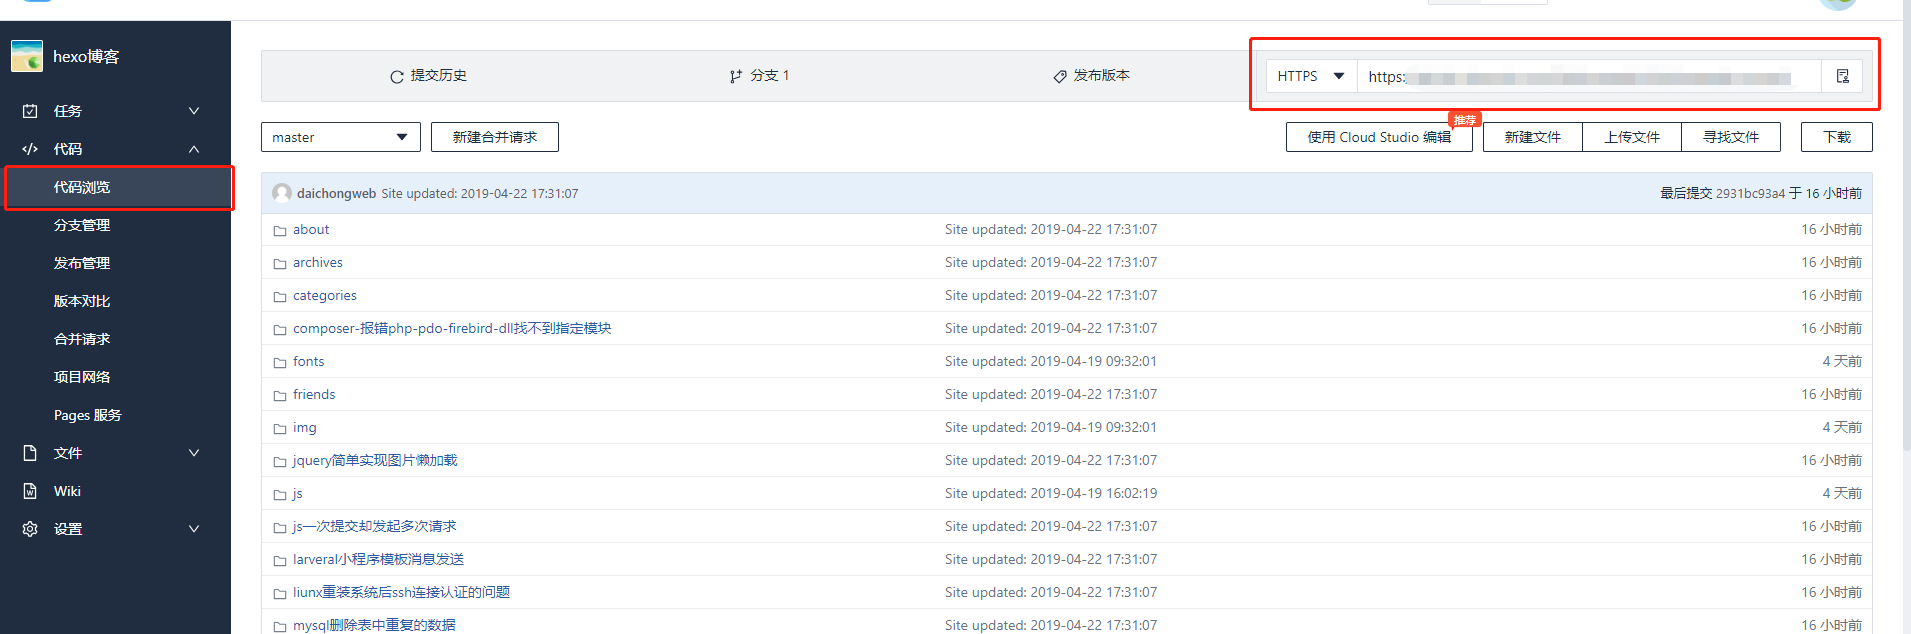 hexo博客
任务
代码
代码浏览
分支管理
发布管理
版本对比
合并请求
项目网络
Pages 服务
文件
Wiki
设置
提交历史
分支 1
发布版本
HTTPS
https:
master
新建合并请求
使用 Cloud Studio 编辑
推荐
新建文件
上传文件
寻找文件
下载
daichongweb Site updated: 2019-04-22 17:31:07 最后提交 2931bc93a4 于 16 小时前
about Site updated: 2019-04-22 17:31:07 16 小时前
archives Site updated: 2019-04-22 17:31:07 16 小时前
categories Site updated: 2019-04-22 17:31:07 16 小时前
composer-报错php-pdo-firebird-dll找不到指定模块 Site updated: 2019-04-22 17:31:07 16 小时前
fonts Site updated: 2019-04-19 09:32:01 4 天前
friends Site updated: 2019-04-22 17:31:07 16 小时前
img Site updated: 2019-04-19 09:32:01 4 天前
jquery简单实现图片懒加载 Site updated: 2019-04-22 17:31:07 16 小时前
js Site updated: 2019-04-19 16:02:19 4 天前
js一次提交却发起多次请求 Site updated: 2019-04-22 17:31:07 16 小时前
larveral小程序模板消息发送 Site updated: 2019-04-22 17:31:07 16 小时前
liunx重装系统后ssh连接认证的问题 Site updated: 2019-04-22 17:31:07 16 小时前
mysql删除表中重复的数据 Site updated: 2019-04-22 17:31:07 16 小时前